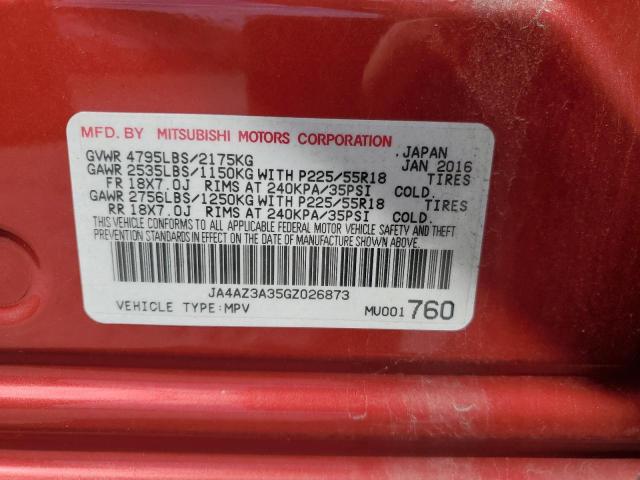 MFD. BY MITSUBISHI MOTORS CORPORATION
GVWR 4795LBS/2175KG JAPAN
GAWR 2535LBS/1150KG WITH P225/55R18 JAN 2016 TIRES
FR 18X7.0J RIMS AT 240KPA/35PSI COLD.
GAWR 2756LBS/1250KG WITH P225/55R18 TIRES
RR 18X7.0J RIMS AT 240KPA/35PSI COLD.
THIS VEHICLE CONFORMS TO ALL APPLICABLE FEDERAL MOTOR VEHICLE SAFETY AND THEFT
PREVENTION STANDARDS IN EFFECT ON THE DATE OF MANUFACTURE SHOWN ABOVE.
JA4AZ3A35GZ026873
VEHICLE TYPE:MPV MU001760